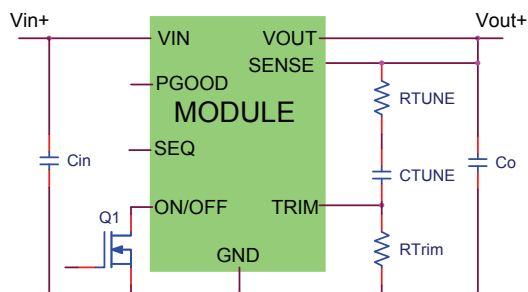 Vin+
Vout+
VIN
VOUT
SENSE
PGOOD
RTUNE
MODULE
SEQ
Cin
CTUNE
Co
Q1
ON/OFF
TRIM
RTrim
GND